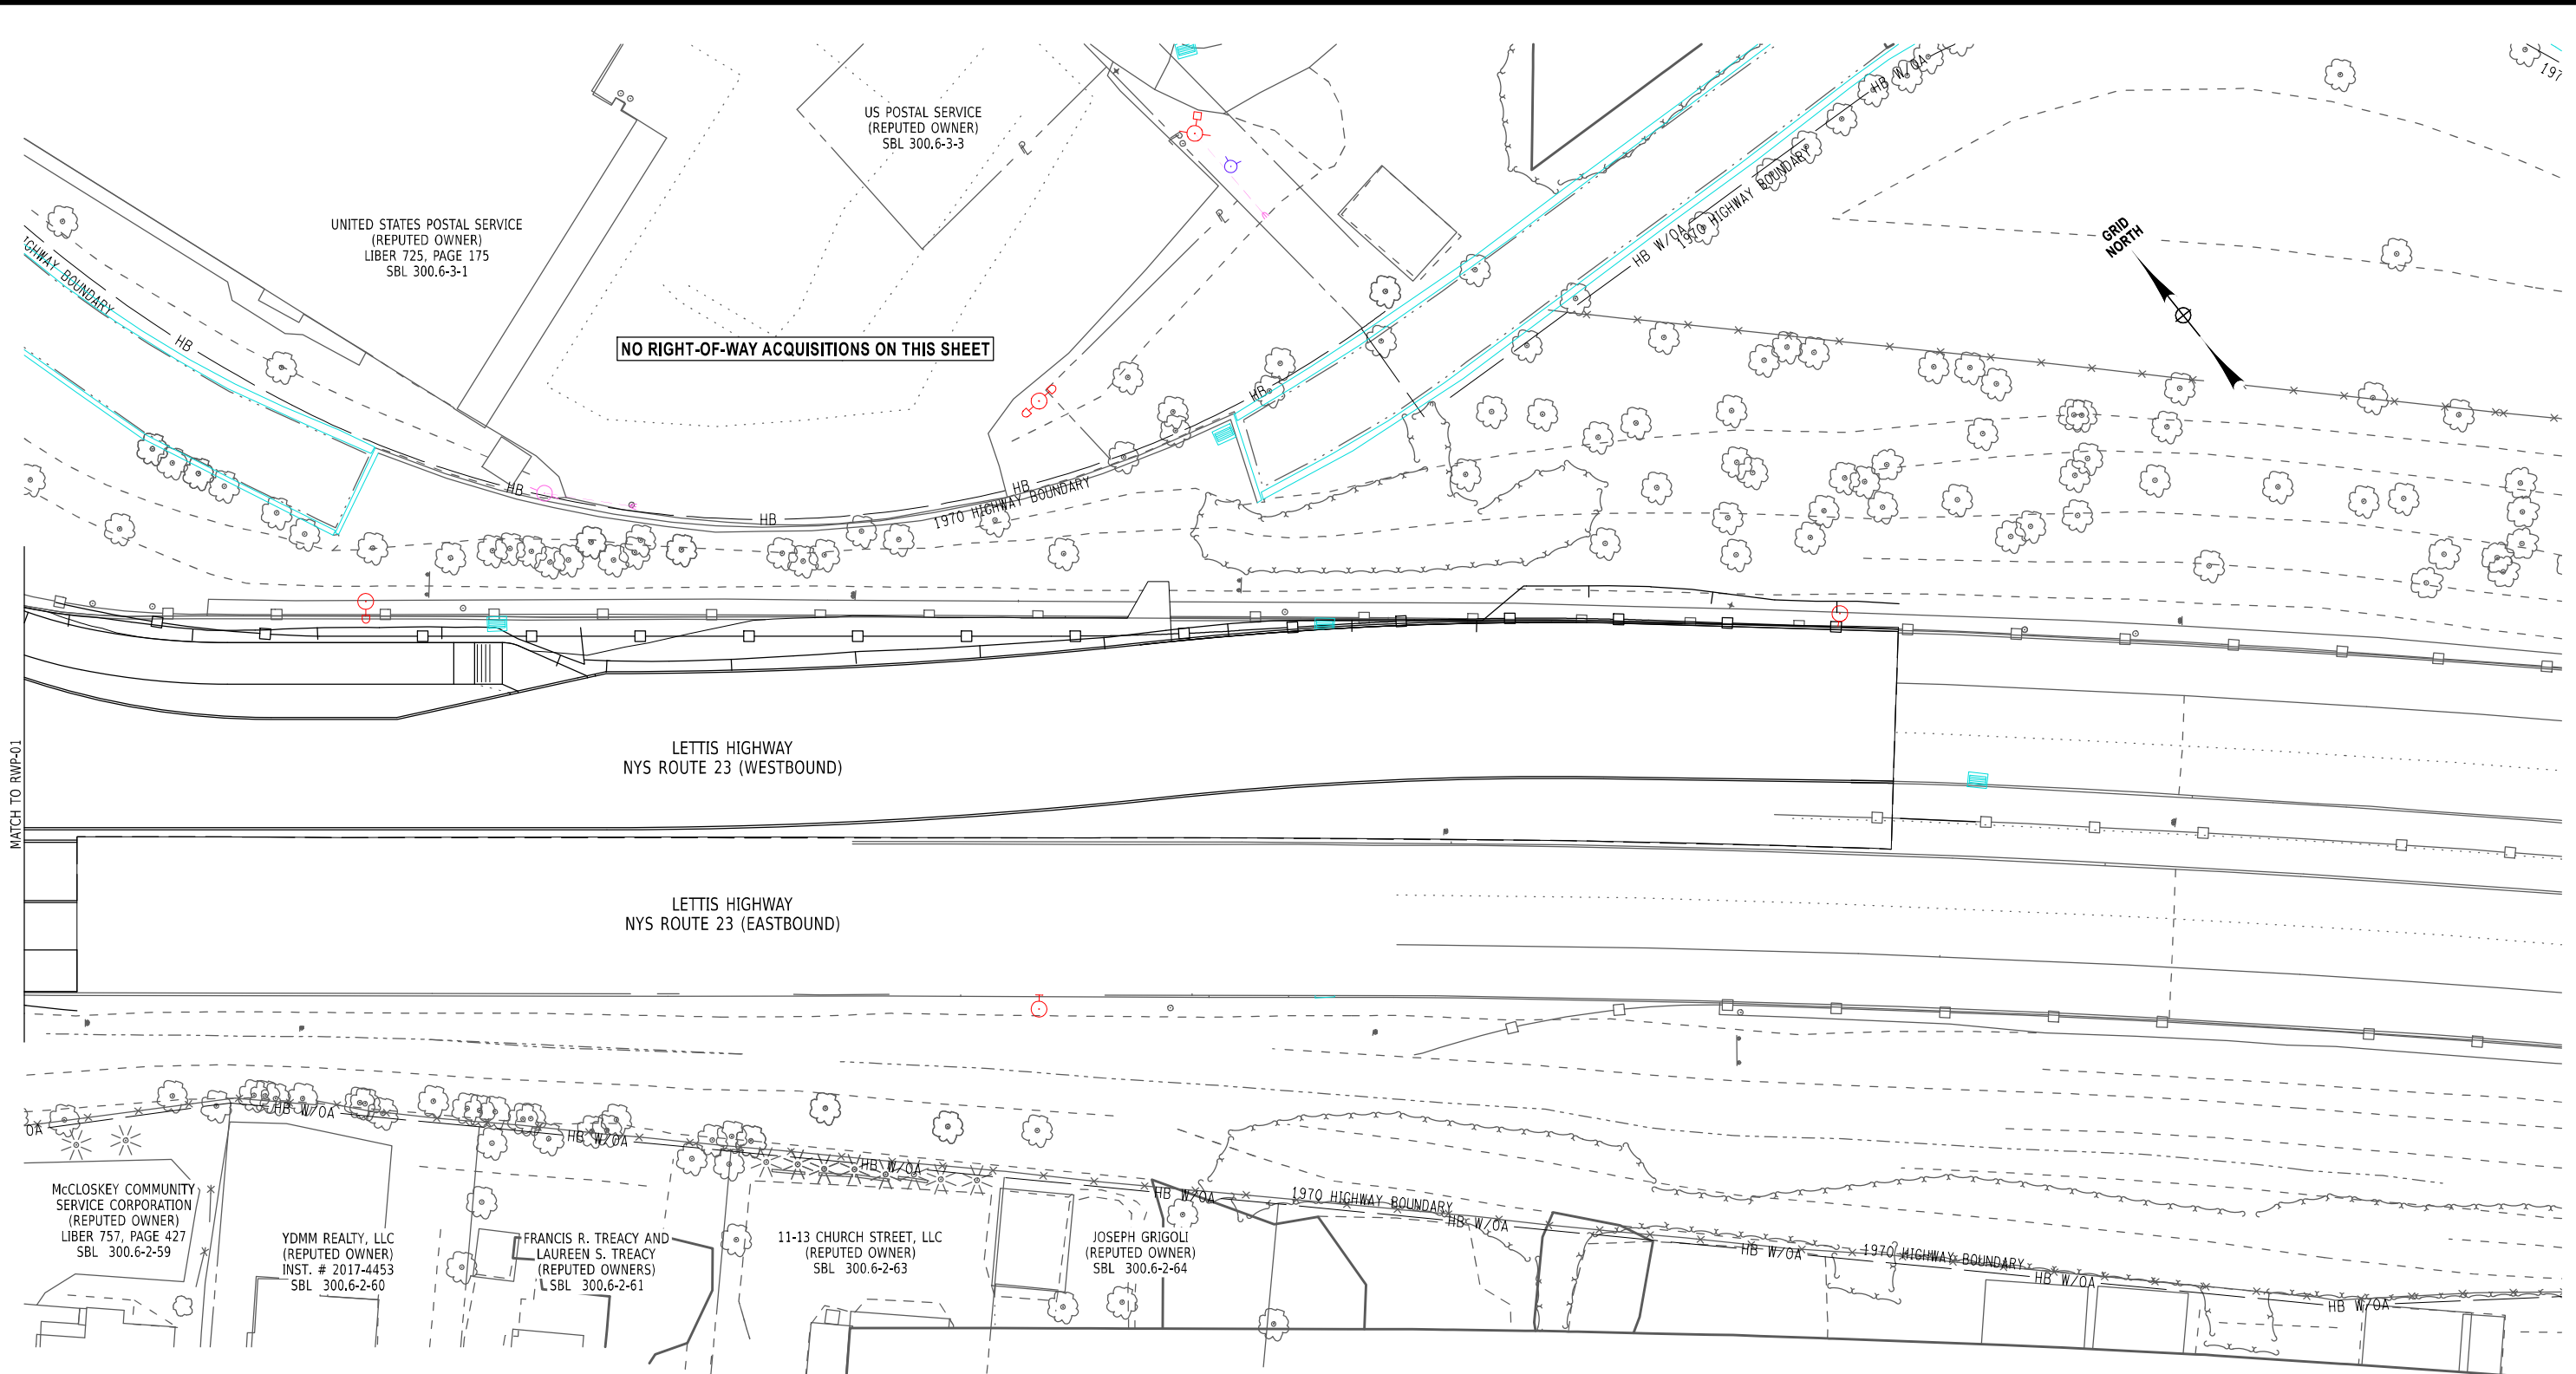 US POSTAL SERVICE
(REPUTED OWNER)
SBL 300.6-3-3
HB W/OA
197
1970 HIGHWAY BOUNDARY
HB W/OA
GRID
NORTH
UNITED STATES POSTAL SERVICE
(REPUTED OWNER)
LIBER 725, PAGE 175
SBL 300.6-3-1
IGHWAY BOUNDARY
HB
NO RIGHT-OF-WAY ACQUISITIONS ON THIS SHEET
HB
HB
HB
HB
1970 HIGHWAY BOUNDARY
MATCH TO RWP-01
LETTIS HIGHWAY
NYS ROUTE 23 (WESTBOUND)
LETTIS HIGHWAY
NYS ROUTE 23 (EASTBOUND)
OA
HB W/OA
HB W/OA
HB W/OA
HB W/OA
1970 HIGHWAY BOUNDARY
HB W/OA
HB W/OA
1970 HIGHWAY BOUNDARY
HB W/OA
HB W/OA
McCLOSKEY COMMUNITY
SERVICE CORPORATION
(REPUTED OWNER)
LIBER 757, PAGE 427
SBL 300.6-2-59
YDMM REALTY, LLC
(REPUTED OWNER)
INST. # 2017-4453
SBL 300.6-2-60
FRANCIS R. TREACY AND
LAUREEN S. TREACY
(REPUTED OWNERS)
SBL 300.6-2-61
11-13 CHURCH STREET, LLC
(REPUTED OWNER)
SBL 300.6-2-63
JOSEPH GRIGOLI
(REPUTED OWNER)
SBL 300.6-2-64